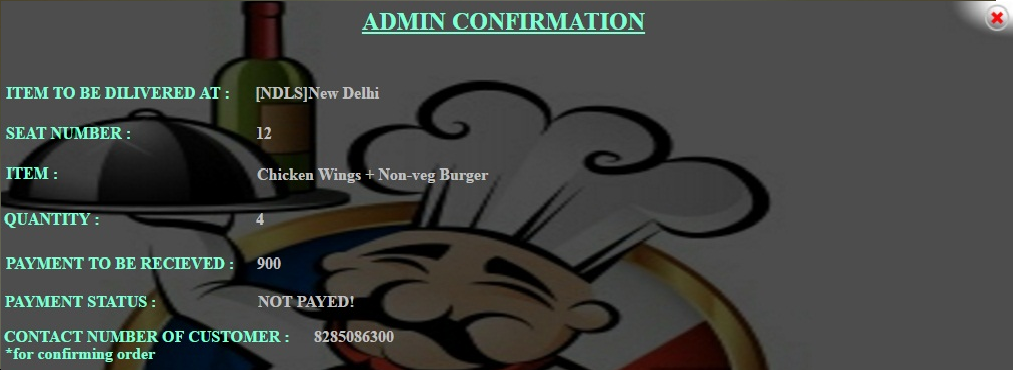 ADMIN CONFIRMATION
ITEM TO BE DILIVERED AT : [NDLS]New Delhi
SEAT NUMBER : 12
ITEM : Chicken Wings + Non-veg Burger
QUANTITY : 4
PAYMENT TO BE RECIEVED : 900
PAYMENT STATUS : NOT PAYED!
CONTACT NUMBER OF CUSTOMER : 8285086300
*for confirming order